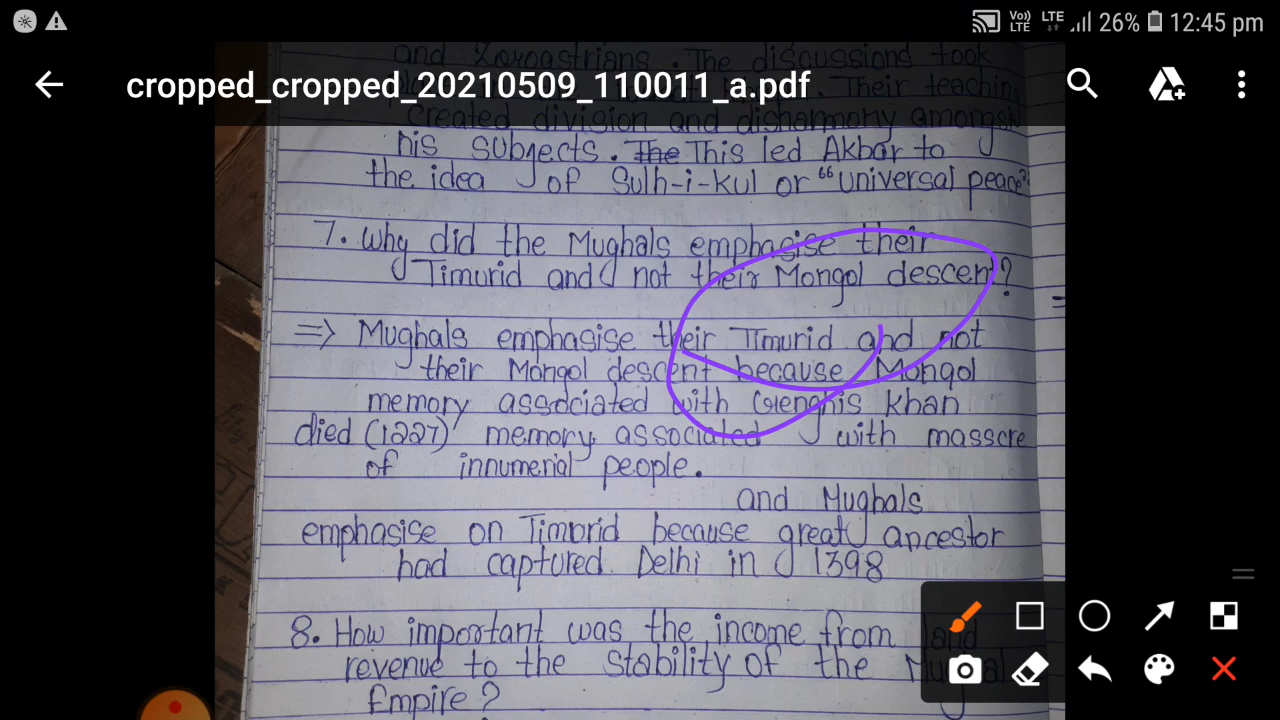 26% 12:45 pm
cropped_cropped_20210509_110011_a.pdf
and Zoroastrians. The discussions took
Their teaching
created division and disharmony amongst
his subjects. The This led Akbar to
the idea of Sulh-i-kul or "universal peace"
7. Why did the Mughals emphasise their
Timurid and not their Mongol descent?
=> Mughals emphasise their Timurid and not
their Mongol descent because Mongol
memory associated with Genghis khan
died (1227) memory associated with masscre
of innumerial people.
and Mughals
emphasise on Timorid because great ancestor
had captured Delhi in 1398
8. How important was the income from land
revenue to the stability of the Mughal
Empire?